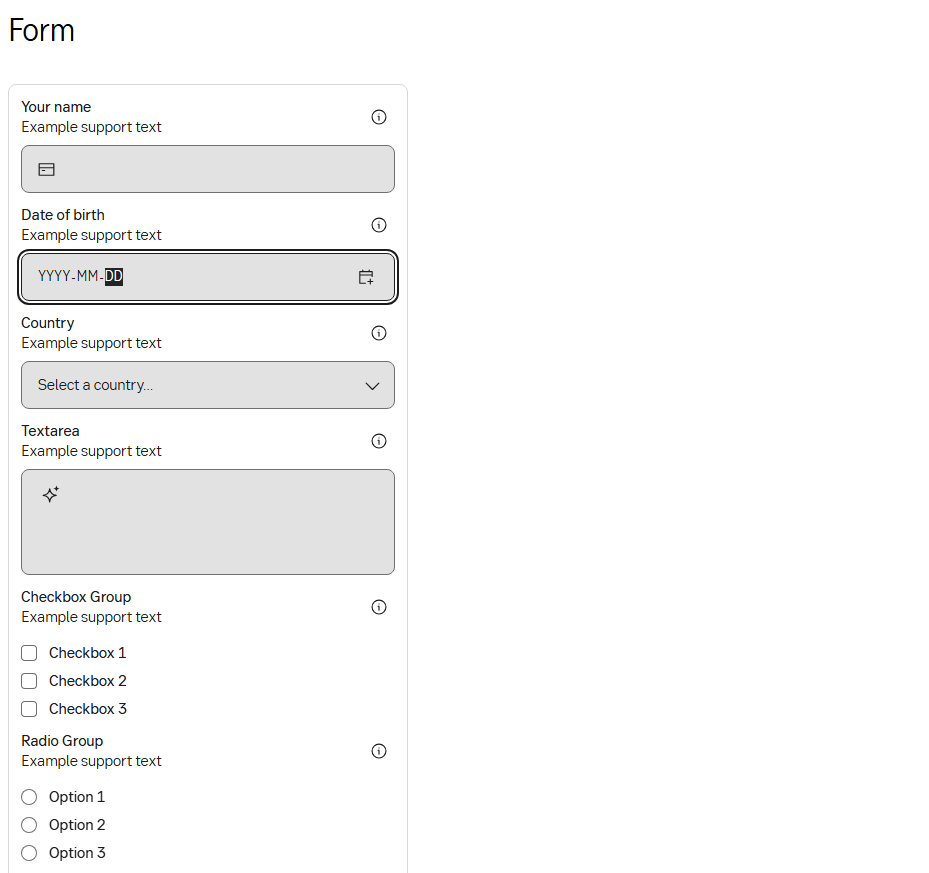 Form
Your name
Example support text
Date of birth
Example support text
YYYY-MM-DD
Country
Example support text
Select a country...
Textarea
Example support text
Checkbox Group
Example support text
Checkbox 1
Checkbox 2
Checkbox 3
Radio Group
Example support text
Option 1
Option 2
Option 3